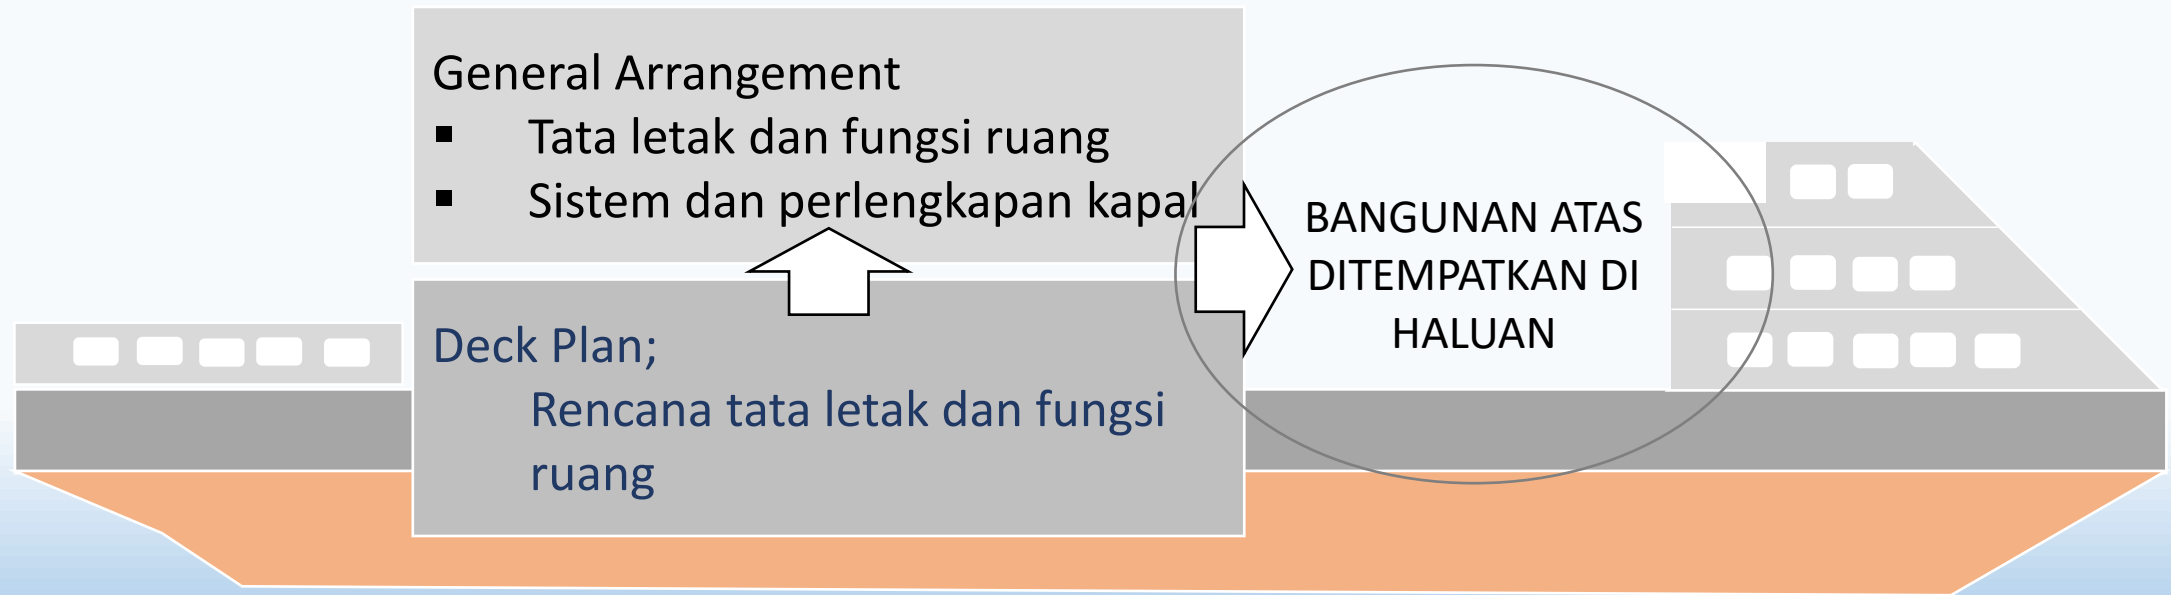 General Arrangement
▪ Tata letak dan fungsi ruang
▪ Sistem dan perlengkapan kapal
Deck Plan;
Rencana tata letak dan fungsi
ruang
BANGUNAN ATAS
DITEMPATKAN DI
HALUAN